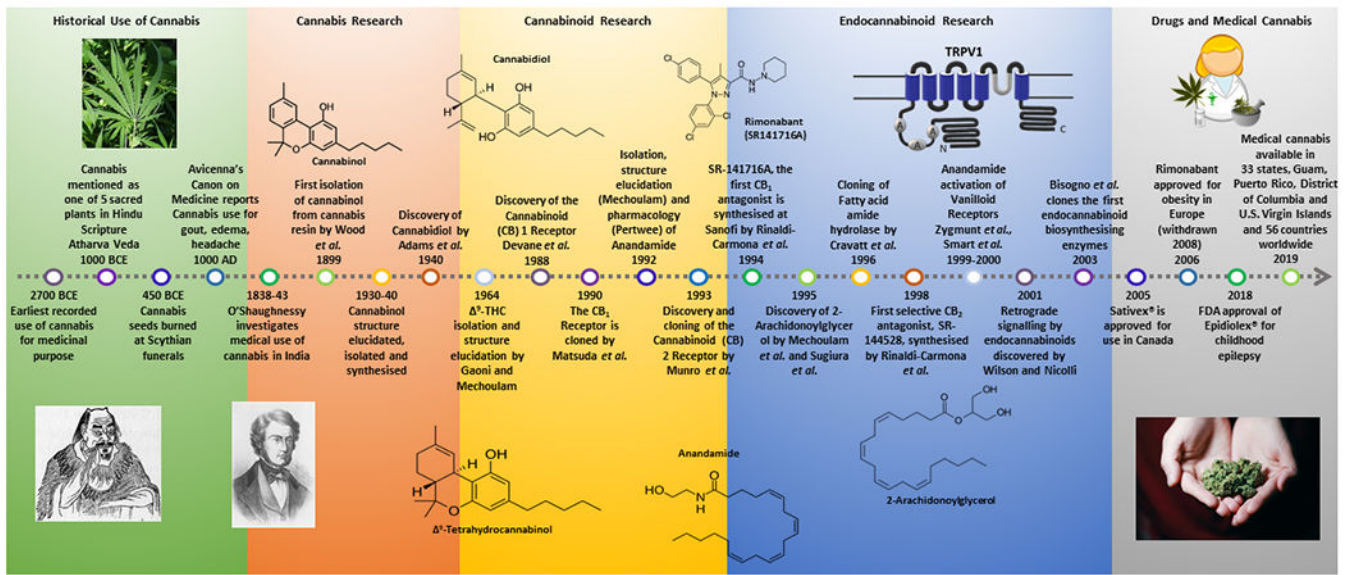 Historical Use of Cannabis
Cannabis Research
Cannabinoid Research
Endocannabinoid Research
Drugs and Medical Cannabis
Cannabinol
Cannabidiol
Rimonabant
(SR141716A)
TRPV1
A
A
A
N
C
Cannabis
mentioned as
one of 5 sacred
plants in Hindu
Scripture
Atharva Veda
1000 BCE
Avicenna's
Canon on
Medicine reports
Cannabis use for
gout, edema,
headache
1000 AD
First isolation
of cannabinol
from cannabis
resin by Wood
et al.
1899
Discovery of
Cannabidiol by
Adams et al.
1940
Discovery of the
Cannabinoid
(CB) 1 Receptor
Devane et al.
1988
Isolation,
structure
elucidation
(Mechoulam) and
pharmacology
(Pertwee) of
Anandamide
1992
SR-141716A, the
first CB₁
antagonist is
synthesised at
Sanofi by Rinaldi-
Carmona et al.
1994
Cloning of
Fatty acid
amide
hydrolase by
Cravatt et al.
1996
Anandamide
activation of
Vanilloid
Receptors
Zygmunt et al.,
Smart et al.
1999-2000
Bisogno et al.
clones the first
endocannabinoid
biosynthesising
enzymes
2003
Rimonabant
approved for
obesity in
Europe
(withdrawn
2008)
2006
Medical cannabis
available in
33 states, Guam,
Puerto Rico, District
of Columbia and
U.S. Virgin Islands
and 56 countries
worldwide
2019
2700 BCE
Earliest recorded
use of cannabis
for medicinal
purpose
450 BCE
Cannabis
seeds burned
at Scythian
funerals
1838-43
O'Shaughnessy
investigates
medical use of
cannabis in India
1930-40
Cannabinol
structure
elucidated,
isolated and
synthesised
1964
Δ⁹-THC
isolation and
structure
elucidation by
Gaoni and
Mechoulam
1990
The CB₁
Receptor is
cloned by
Matsuda et al.
1993
Discovery and
cloning of the
Cannabinoid (CB)
2 Receptor by
Munro et al.
1995
Discovery of 2-
Arachidonoylglycer
ol by Mechoulam
et al. and Sugiura
et al.
1998
First selective CB₂
antagonist, SR-
144528, synthesised
by Rinaldi-Carmona
et al.
2001
Retrograde
signalling by
endocannabinoids
discovered by
Wilson and Nicolli
2005
Sativex® is
approved for
use in Canada
2018
FDA approval of
Epidiolex® for
childhood
epilepsy
Δ⁹-Tetrahydrocannabinol
Anandamide
2-Arachidonoylglycerol
OH
O
OH
HO
H
H
Cl
O
N
N
N
H
N
Cl
Cl
OH
H
H
O
HO
N
H
O
O
O
OH
OH